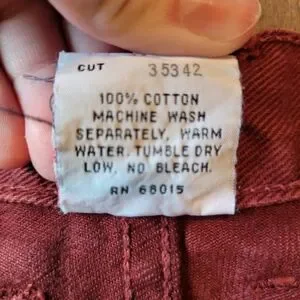 CUT 35342
100% COTTON
MACHINE WASH
SEPARATELY, WARM
WATER, TUMBLE DRY
LOW, NO BLEACH.
RN 68015